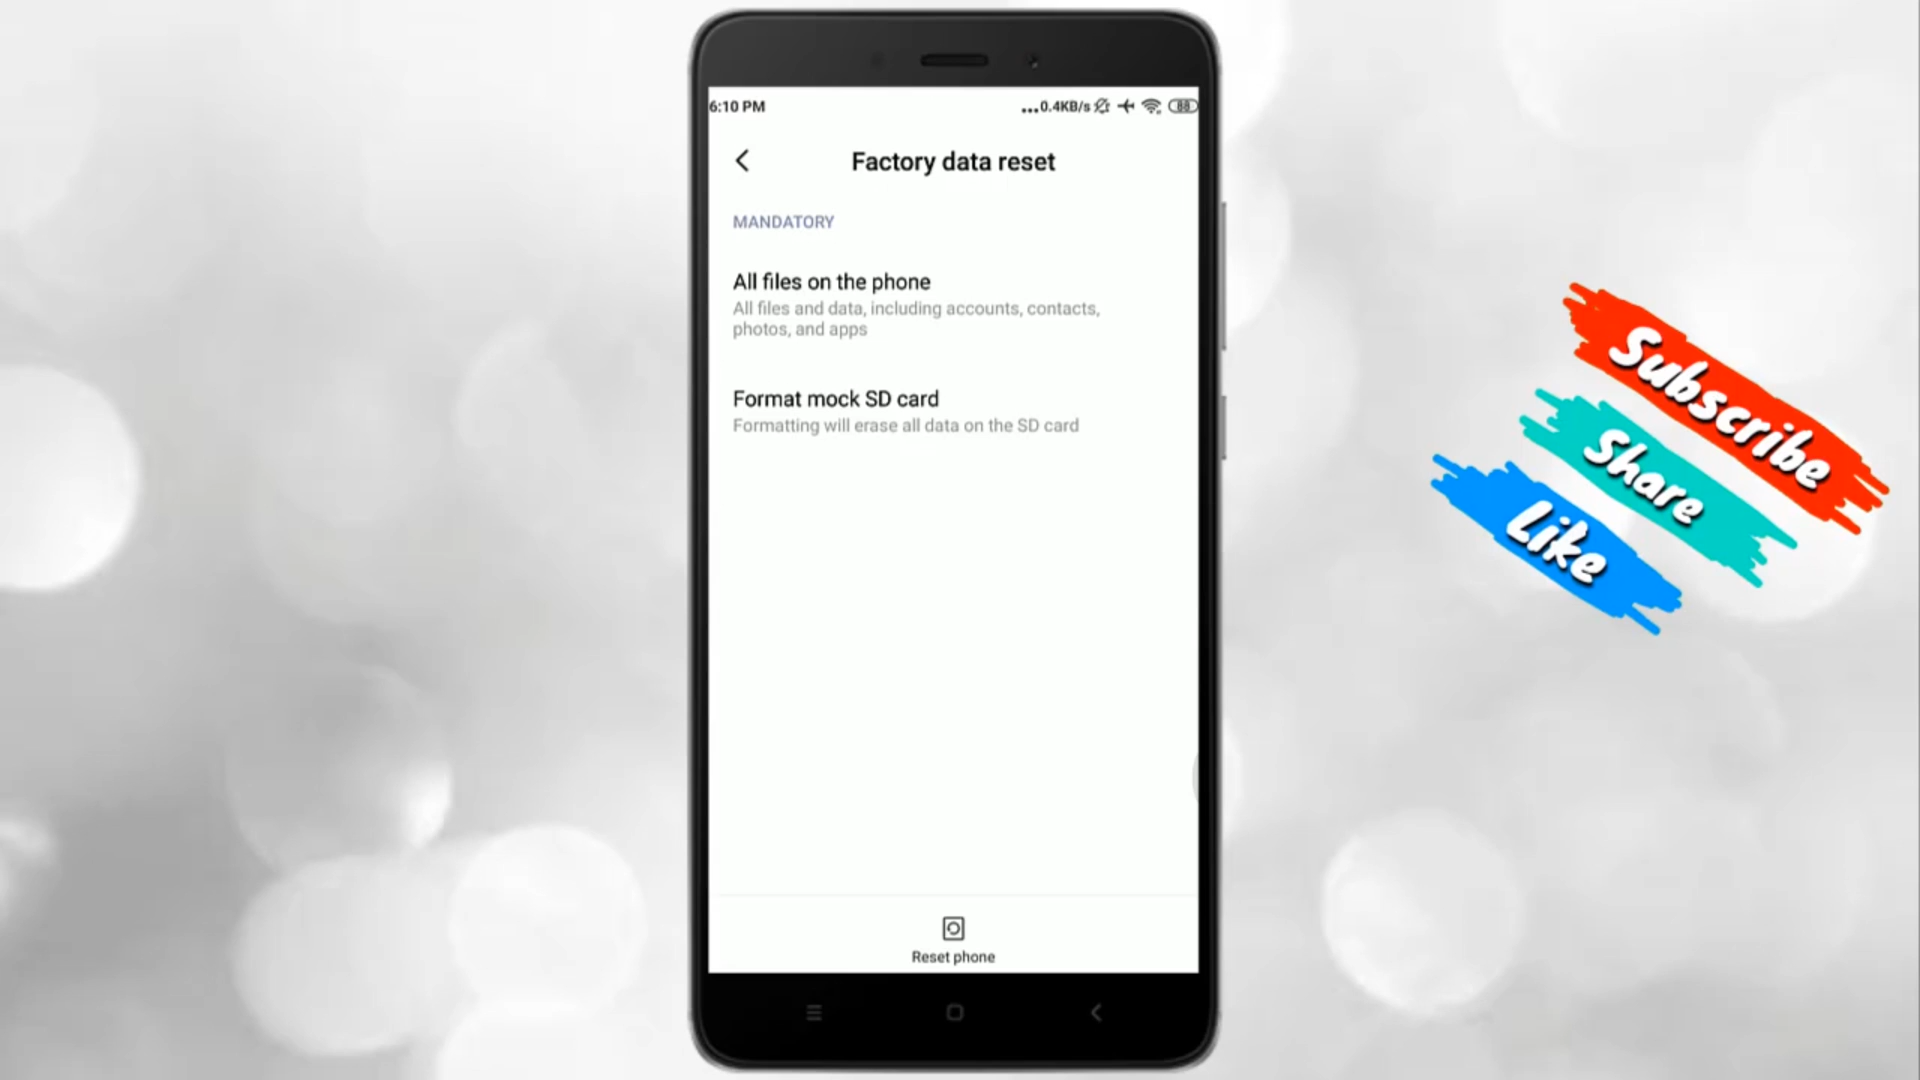 6:10 PM
...0.4KB/s
88
Factory data reset
MANDATORY
All files on the phone
All files and data, including accounts, contacts,
photos, and apps
Format mock SD card
Formatting will erase all data on the SD card
Reset phone
Subscribe
Share
Like